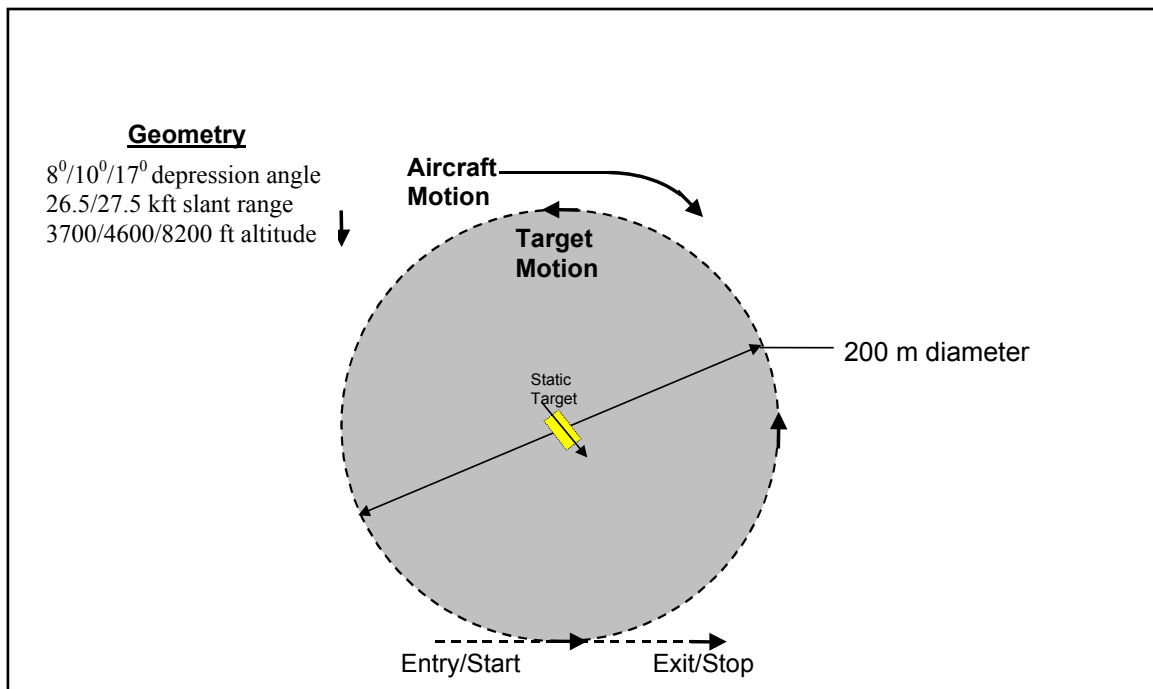 Geometry
8⁰/10⁰/17⁰ depression angle
26.5/27.5 kft slant range
3700/4600/8200 ft altitude
Aircraft
Motion
Target
Motion
200 m diameter
Static
Target
Entry/Start
Exit/Stop